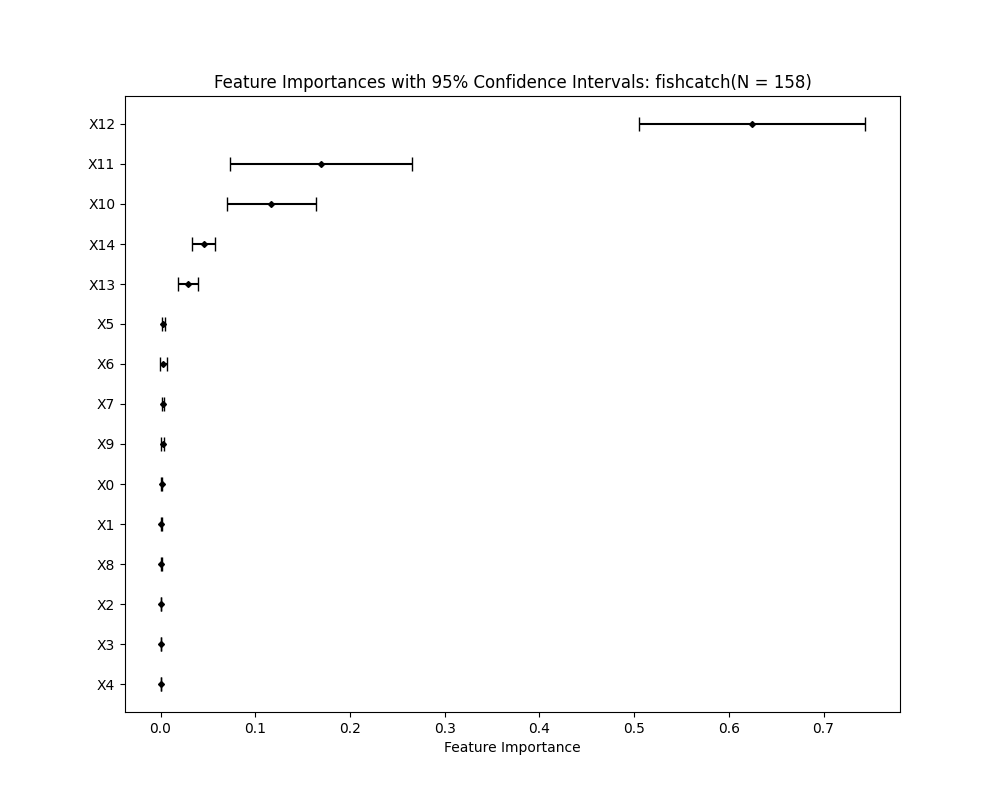 Feature Importances with 95% Confidence Intervals: fishcatch(N = 158)
X12
X11
X10
X14
X13
X5
X6
X7
X9
X0
X1
X8
X2
X3
X4
0.0 0.1 0.2 0.3 0.4 0.5 0.6 0.7
Feature Importance